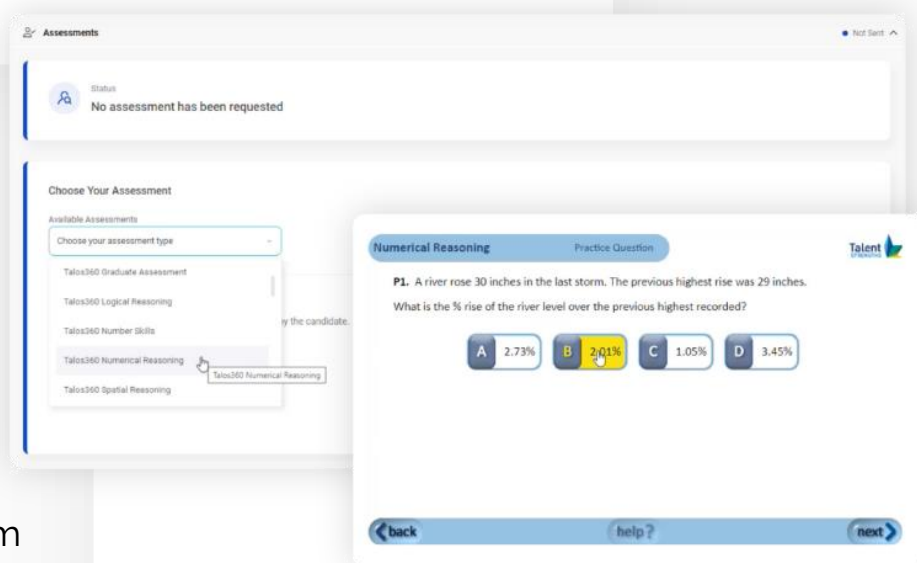 Assessments
Not Sent
Status
No assessment has been requested
Choose Your Assessment
Available Assessments
Choose your assessment type
Talos360 Graduate Assessment
Talos360 Logical Reasoning
Talos360 Number Skills
Talos360 Numerical Reasoning
Talos360 Numerical Reasoning
Talos360 Spatial Reasoning
by the candidate.
Numerical Reasoning
Practice Question
Talent
STRENGTHS
P1. A river rose 30 inches in the last storm. The previous highest rise was 29 inches.
What is the % rise of the river level over the previous highest recorded?
A 2.73% B 2.01% C 1.05% D 3.45%
back
help?
next
m